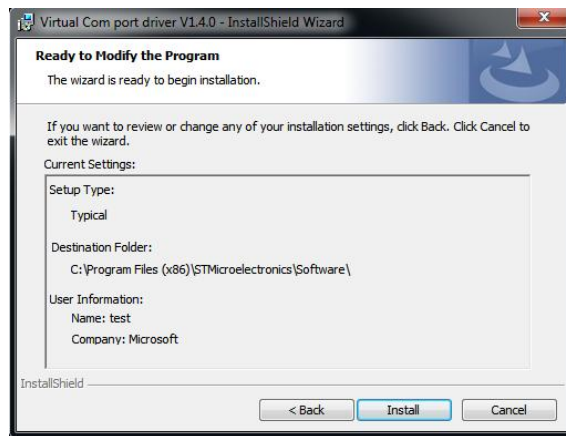 Virtual Com port driver V1.4.0 - InstallShield Wizard
Ready to Modify the Program
The wizard is ready to begin installation.
If you want to review or change any of your installation settings, click Back. Click Cancel to
exit the wizard.
Current Settings:
Setup Type:
Typical
Destination Folder:
C:\Program Files (x86)\STMicroelectronics\Software\
User Information:
Name: test
Company: Microsoft
InstallShield
< Back
Install
Cancel